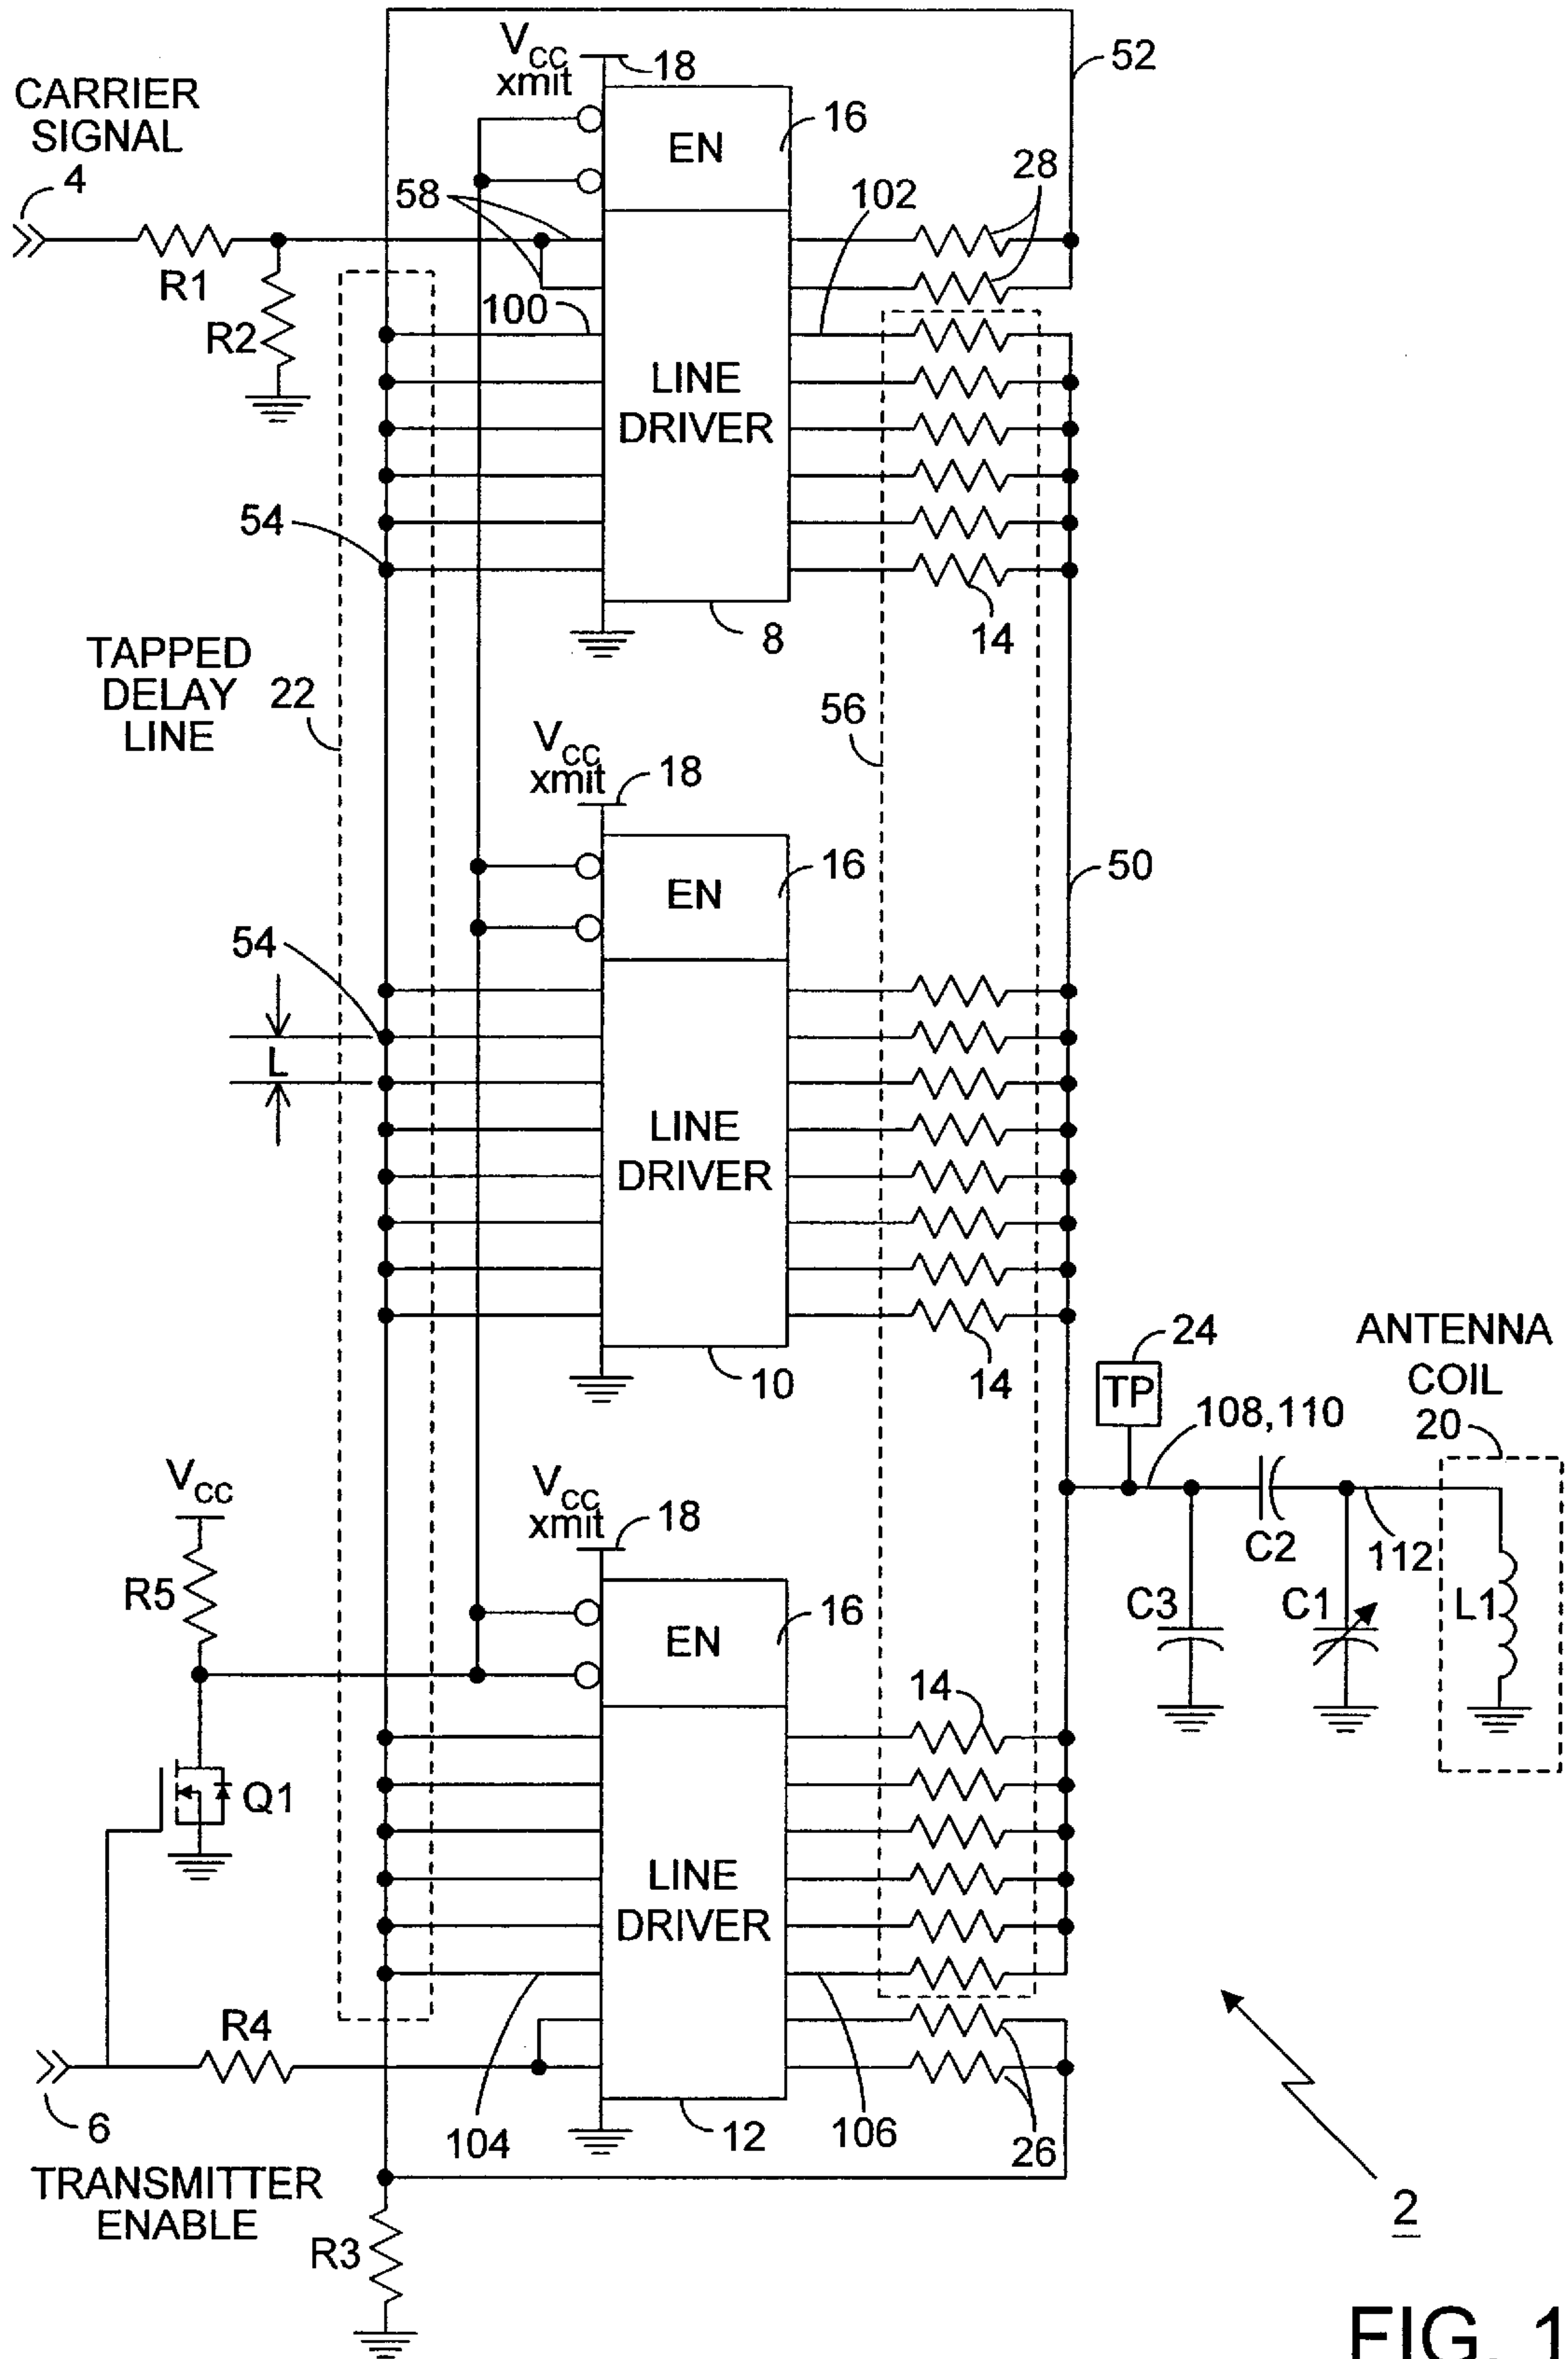 V
CC
xmit
18
52
CARRIER
SIGNAL
4
EN
16
28
58
102
R1
100
R2
LINE
DRIVER
54
8
14
TAPPED
DELAY
LINE
22
56
V
CC
xmit
18
EN
16
50
54
L
LINE
DRIVER
10
14
24
TP
ANTENNA
COIL
20
108,110
V
CC
V
CC
xmit
18
C2
112
R5
EN
16
C3
C1
L1
14
Q1
LINE
DRIVER
R4
6
104
12
106
26
TRANSMITTER
ENABLE
R3
2
FIG. 1